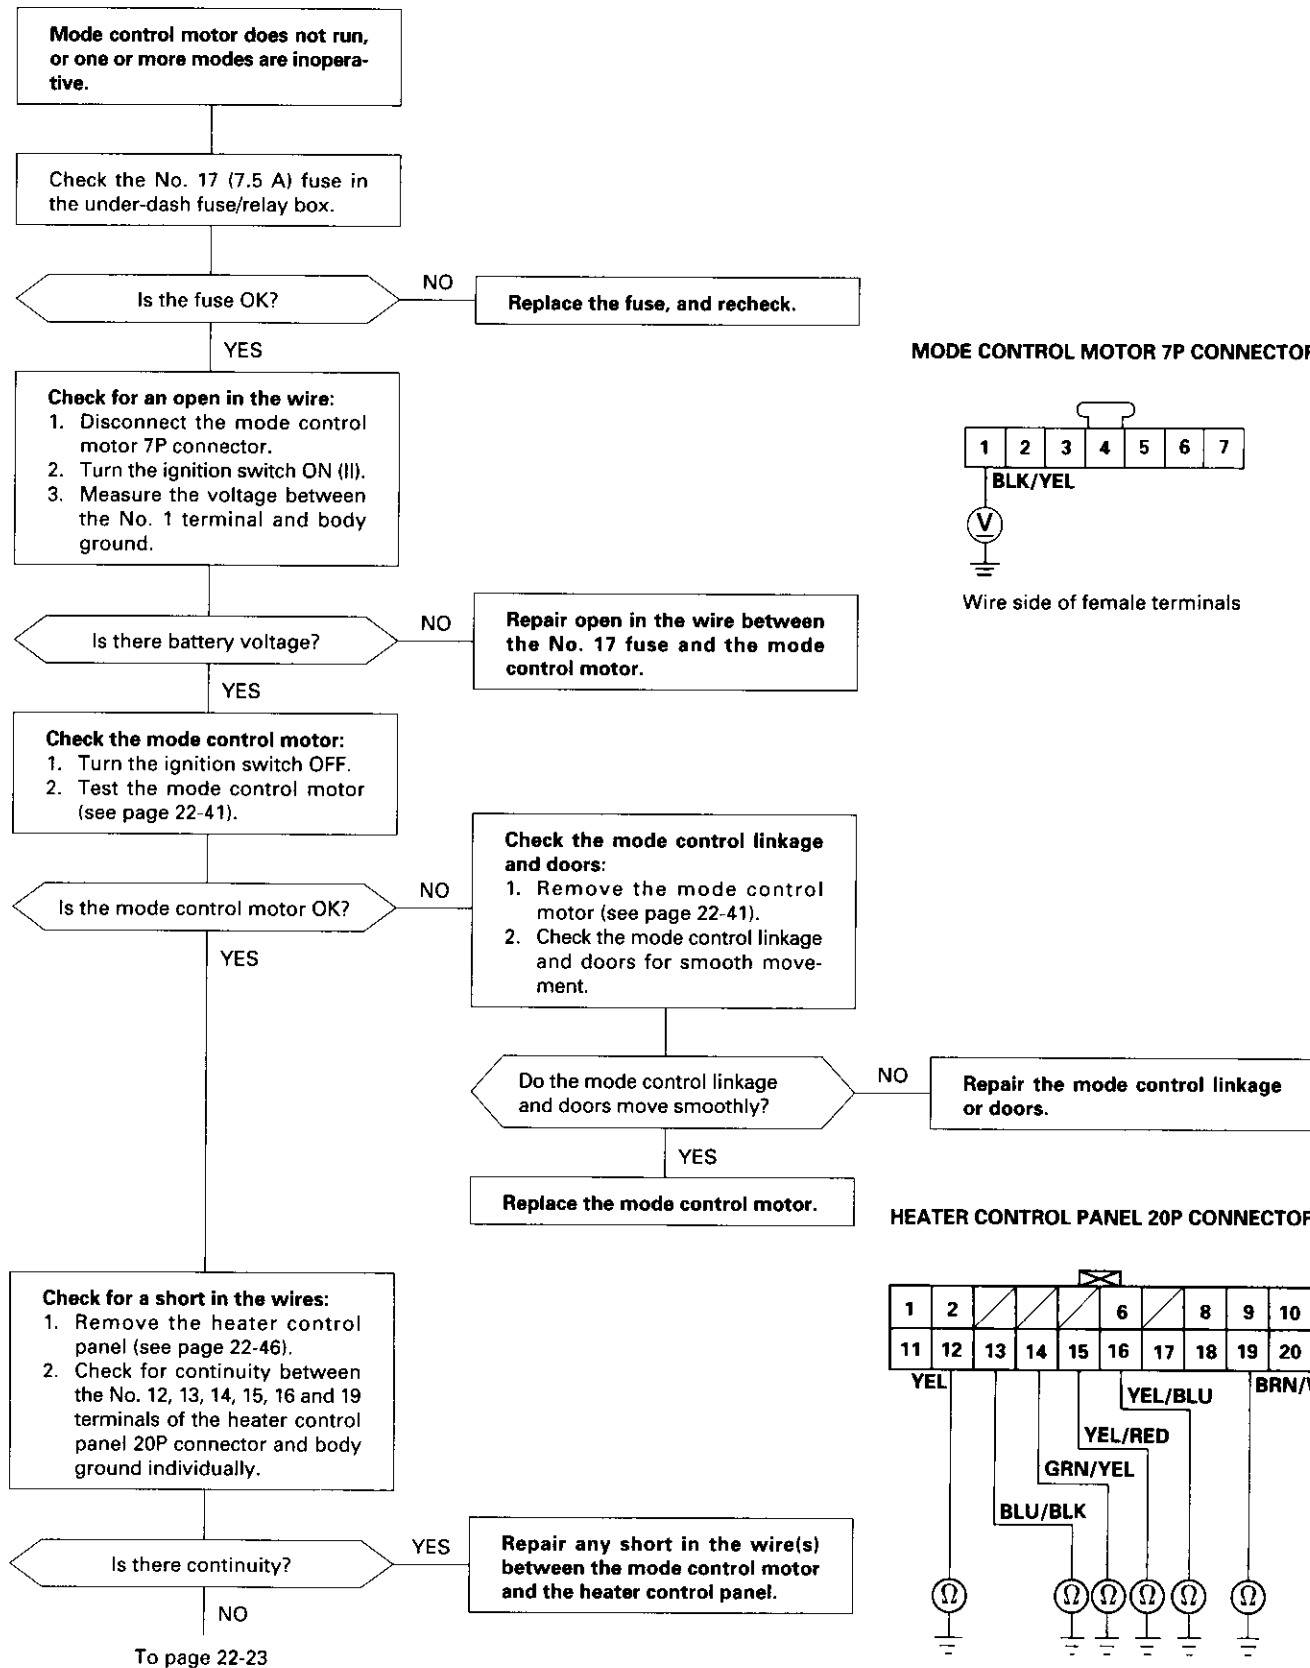 Mode control motor does not run,
or one or more modes are inopera-
tive.
Check the No. 17 (7.5 A) fuse in
the under-dash fuse/relay box.
Is the fuse OK?
NO
Replace the fuse, and recheck.
YES
MODE CONTROL MOTOR 7P CONNECTOR
1 2 3 4 5 6 7
BLK/YEL
V
Wire side of female terminals
Check for an open in the wire:
1. Disconnect the mode control
motor 7P connector.
2. Turn the ignition switch ON (II).
3. Measure the voltage between
the No. 1 terminal and body
ground.
Is there battery voltage?
NO
Repair open in the wire between
the No. 17 fuse and the mode
control motor.
YES
Check the mode control motor:
1. Turn the ignition switch OFF.
2. Test the mode control motor
(see page 22-41).
Is the mode control motor OK?
NO
Check the mode control linkage
and doors:
1. Remove the mode control
motor (see page 22-41).
2. Check the mode control linkage
and doors for smooth move-
ment.
YES
Do the mode control linkage
and doors move smoothly?
NO
Repair the mode control linkage
or doors.
YES
Replace the mode control motor.
HEATER CONTROL PANEL 20P CONNECTOR
1 2 6 8 9 10
11 12 13 14 15 16 17 18 19 20
YEL
YEL/BLU
BRN/
YEL/RED
GRN/YEL
BLU/BLK
Ω Ω Ω Ω Ω Ω
Check for a short in the wires:
1. Remove the heater control
panel (see page 22-46).
2. Check for continuity between
the No. 12, 13, 14, 15, 16 and 19
terminals of the heater control
panel 20P connector and body
ground individually.
Is there continuity?
YES
Repair any short in the wire(s)
between the mode control motor
and the heater control panel.
NO
To page 22-23